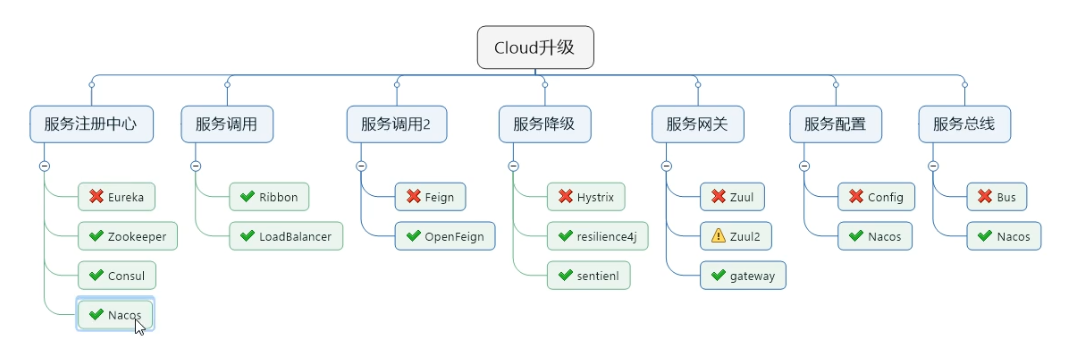 Cloud升级
服务注册中心
Eureka
Zookeeper
Consul
Nacos
服务调用
Ribbon
LoadBalancer
服务调用2
Feign
OpenFeign
服务降级
Hystrix
resilience4j
sentienl
服务网关
Zuul
Zuul2
gateway
服务配置
Config
Nacos
服务总线
Bus
Nacos